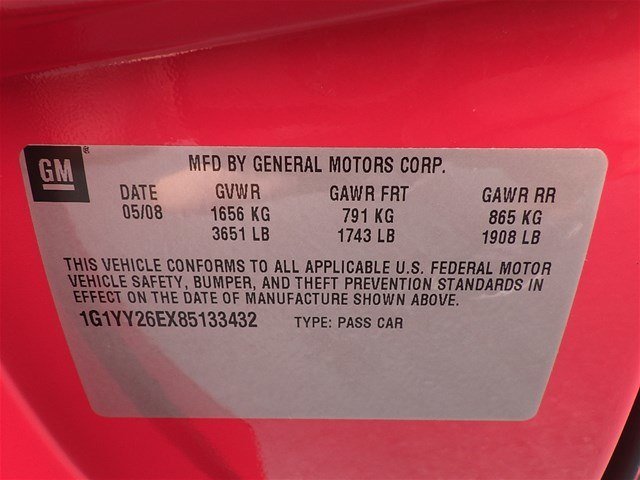 GM®
MFD BY GENERAL MOTORS CORP.
DATE GVWR GAWR FRT GAWR RR
05/08 1656 KG 791 KG 865 KG
3651 LB 1743 LB 1908 LB
THIS VEHICLE CONFORMS TO ALL APPLICABLE U.S. FEDERAL MOTOR
VEHICLE SAFETY, BUMPER, AND THEFT PREVENTION STANDARDS IN
EFFECT ON THE DATE OF MANUFACTURE SHOWN ABOVE.
1G1YY26EX85133432 TYPE: PASS CAR